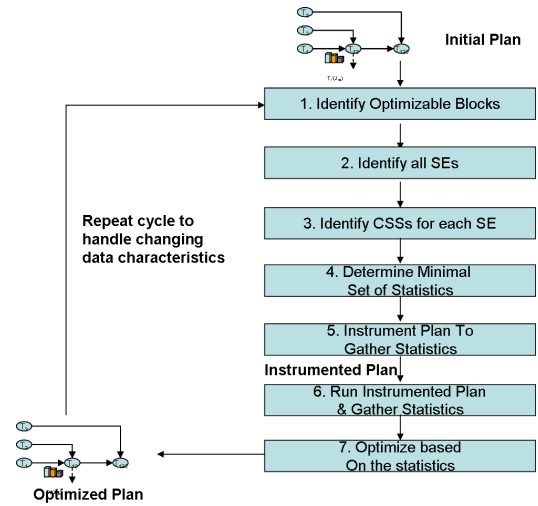 Initial Plan
1. Identify Optimizable Blocks
2. Identify all SEs
Repeat cycle to
handle changing
data characteristics
3. Identify CSSs for each SE
4. Determine Minimal
Set of Statistics
5. Instrument Plan To
Gather Statistics
Instrumented Plan
6. Run Instrumented Plan
& Gather Statistics
7. Optimize based
On the statistics
Optimized Plan